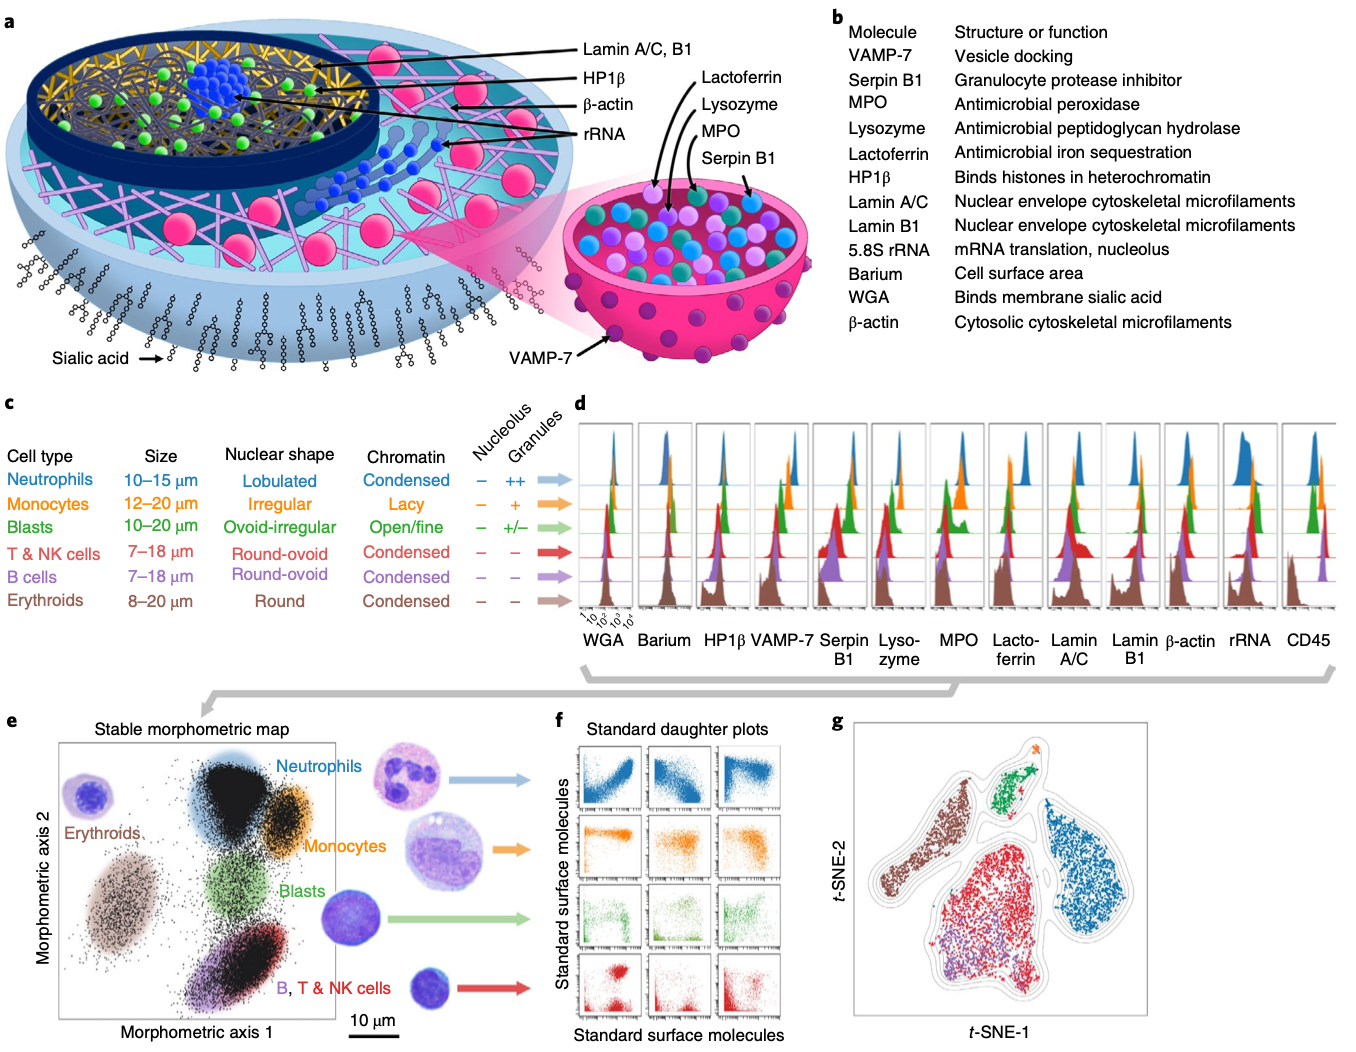 a
Lamin A/C, B1
HP1β
β-actin
rRNA
Lactoferrin
Lysozyme
MPO
Serpin B1
Sialic acid
VAMP-7
b
Molecule Structure or function
VAMP-7 Vesicle docking
Serpin B1 Granulocyte protease inhibitor
MPO Antimicrobial peroxidase
Lysozyme Antimicrobial peptidoglycan hydrolase
Lactoferrin Antimicrobial iron sequestration
HP1β Binds histones in heterochromatin
Lamin A/C Nuclear envelope cytoskeletal microfilaments
Lamin B1 Nuclear envelope cytoskeletal microfilaments
5.8S rRNA mRNA translation, nucleolus
Barium Cell surface area
WGA Binds membrane sialic acid
β-actin Cytosolic cytoskeletal microfilaments
c
Cell type Size Nuclear shape Chromatin Nucleolus Granules
Neutrophils 10–15 μm Lobulated Condensed – ++
Monocytes 12–20 μm Irregular Lacy – +
Blasts 10–20 μm Ovoid-irregular Open/fine – +/–
T & NK cells 7–18 μm Round-ovoid Condensed – –
B cells 7–18 μm Round-ovoid Condensed – –
Erythroids 8–20 μm Round Condensed – –
d
1 10 10² 10³ 10⁴
WGA Barium HP1β VAMP-7 Serpin Lyso- MPO Lacto- Lamin Lamin β-actin rRNA CD45
B1 zyme ferrin A/C B1
e
Stable morphometric map
Neutrophils
Erythroids
Monocytes
Blasts
B, T & NK cells
Morphometric axis 2
Morphometric axis 1
10 μm
f
Standard daughter plots
Standard surface molecules
Standard surface molecules
g
t-SNE-2
t-SNE-1